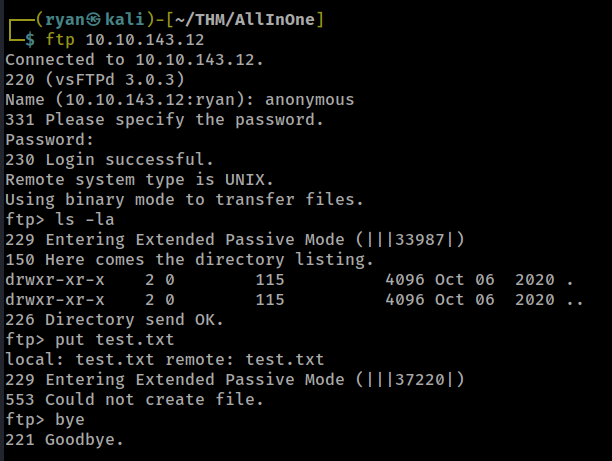 ┌──(ryan㉿kali)-[~/THM/AllInOne]
└─$ ftp 10.10.143.12
Connected to 10.10.143.12.
220 (vsFTPd 3.0.3)
Name (10.10.143.12:ryan): anonymous
331 Please specify the password.
Password:
230 Login successful.
Remote system type is UNIX.
Using binary mode to transfer files.
ftp> ls -la
229 Entering Extended Passive Mode (|||33987|)
150 Here comes the directory listing.
drwxr-xr-x    2 0        115          4096 Oct 06  2020 .
drwxr-xr-x    2 0        115          4096 Oct 06  2020 ..
226 Directory send OK.
ftp> put test.txt
local: test.txt remote: test.txt
229 Entering Extended Passive Mode (|||37220|)
553 Could not create file.
ftp> bye
221 Goodbye.